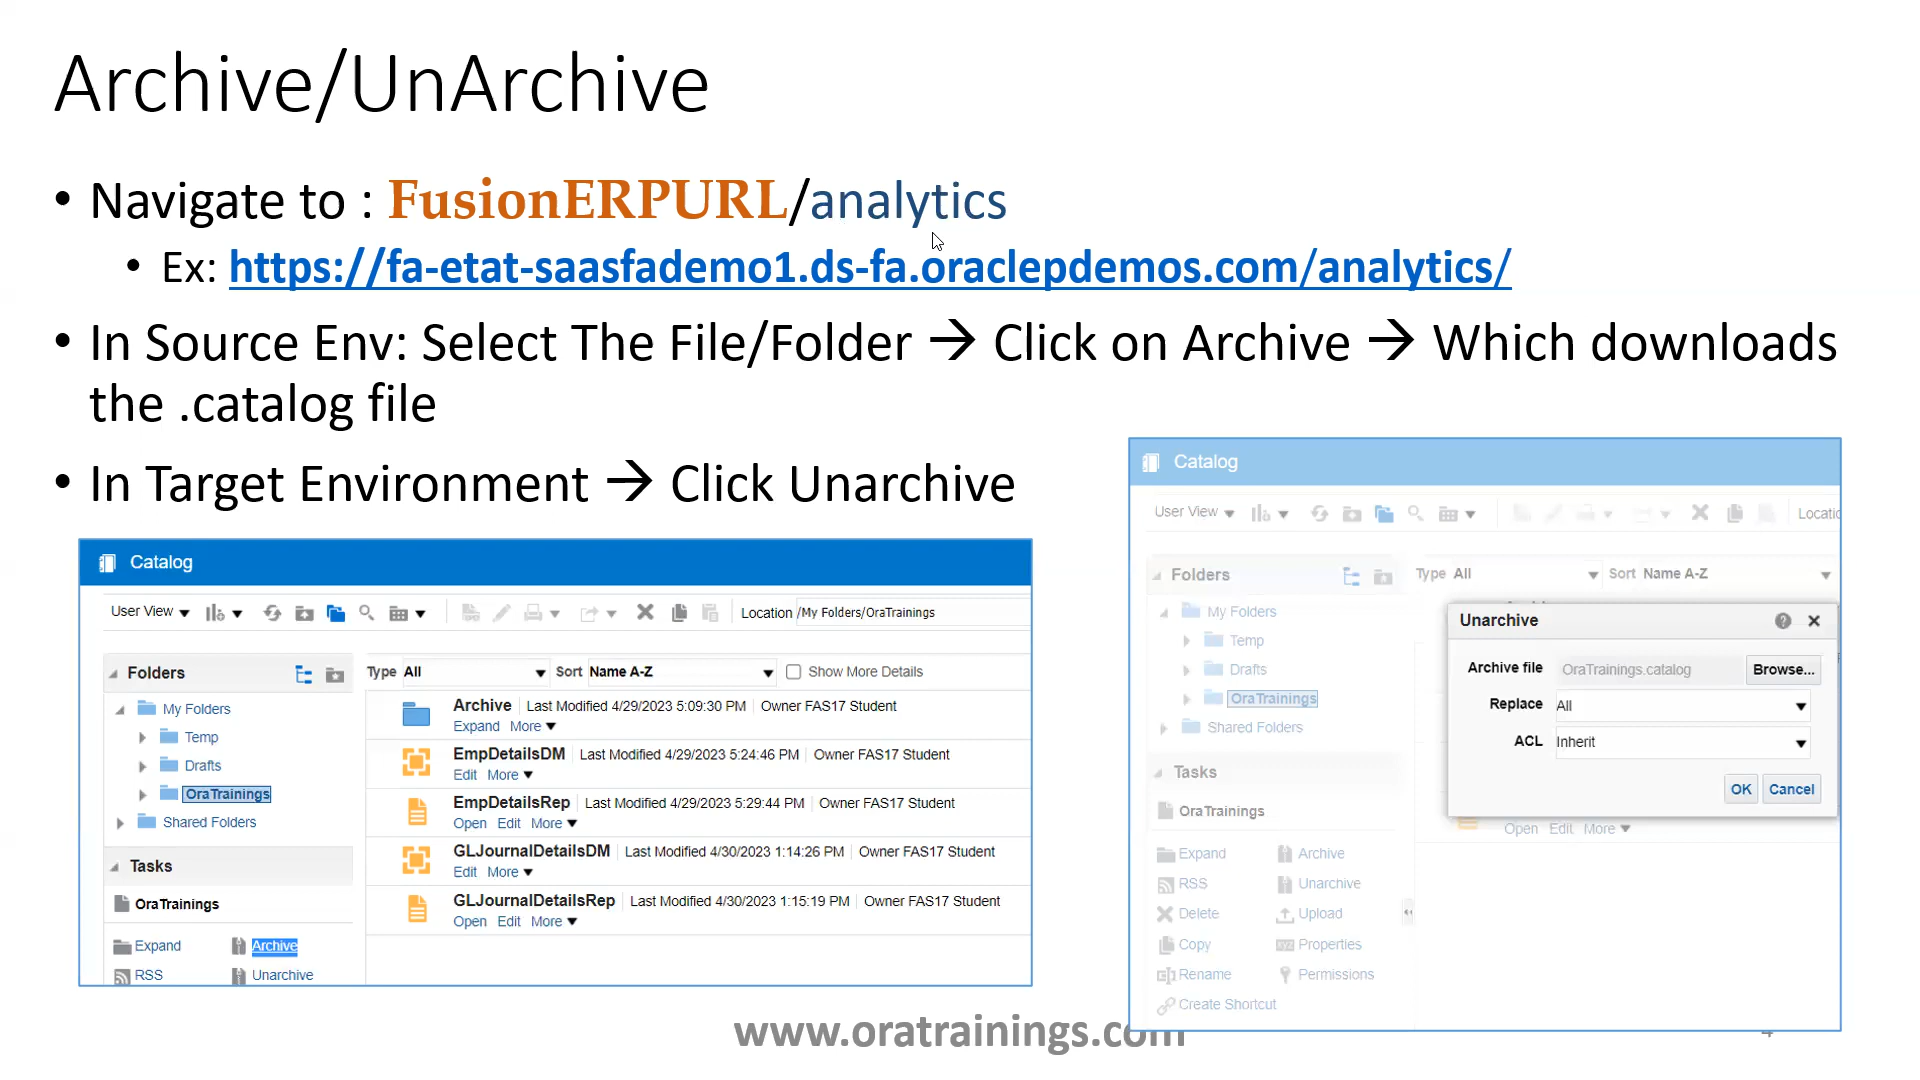 Archive/UnArchive
• Navigate to : FusionERPURL/analytics
• Ex: https://fa-etat-saasfademo1.ds-fa.oraclepdemos.com/analytics/
• In Source Env: Select The File/Folder → Click on Archive → Which downloads
the .catalog file
• In Target Environment → Click Unarchive
Catalog
User View
Location /My Folders/OraTrainings
Folders
My Folders
Temp
Drafts
OraTrainings
Shared Folders
Tasks
OraTrainings
Expand Archive
RSS Unarchive
Type All Sort Name A-Z Show More Details
Archive Last Modified 4/29/2023 5:09:30 PM Owner FAS17 Student
Expand More
EmpDetailsDM Last Modified 4/29/2023 5:24:46 PM Owner FAS17 Student
Edit More
EmpDetailsRep Last Modified 4/29/2023 5:29:44 PM Owner FAS17 Student
Open Edit More
GLJournalDetailsDM Last Modified 4/30/2023 1:14:26 PM Owner FAS17 Student
Edit More
GLJournalDetailsRep Last Modified 4/30/2023 1:15:19 PM Owner FAS17 Student
Open Edit More
Catalog
User View
Folders
My Folders
Temp
Drafts
OraTrainings
Shared Folders
Tasks
OraTrainings
Expand Archive
RSS Unarchive
Delete Upload
Copy Properties
Rename Permissions
Create Shortcut
Type All Sort Name A-Z
Unarchive
Archive file OraTrainings.catalog Browse...
Replace All
ACL Inherit
OK Cancel
Open Edit More
www.oratrainings.com